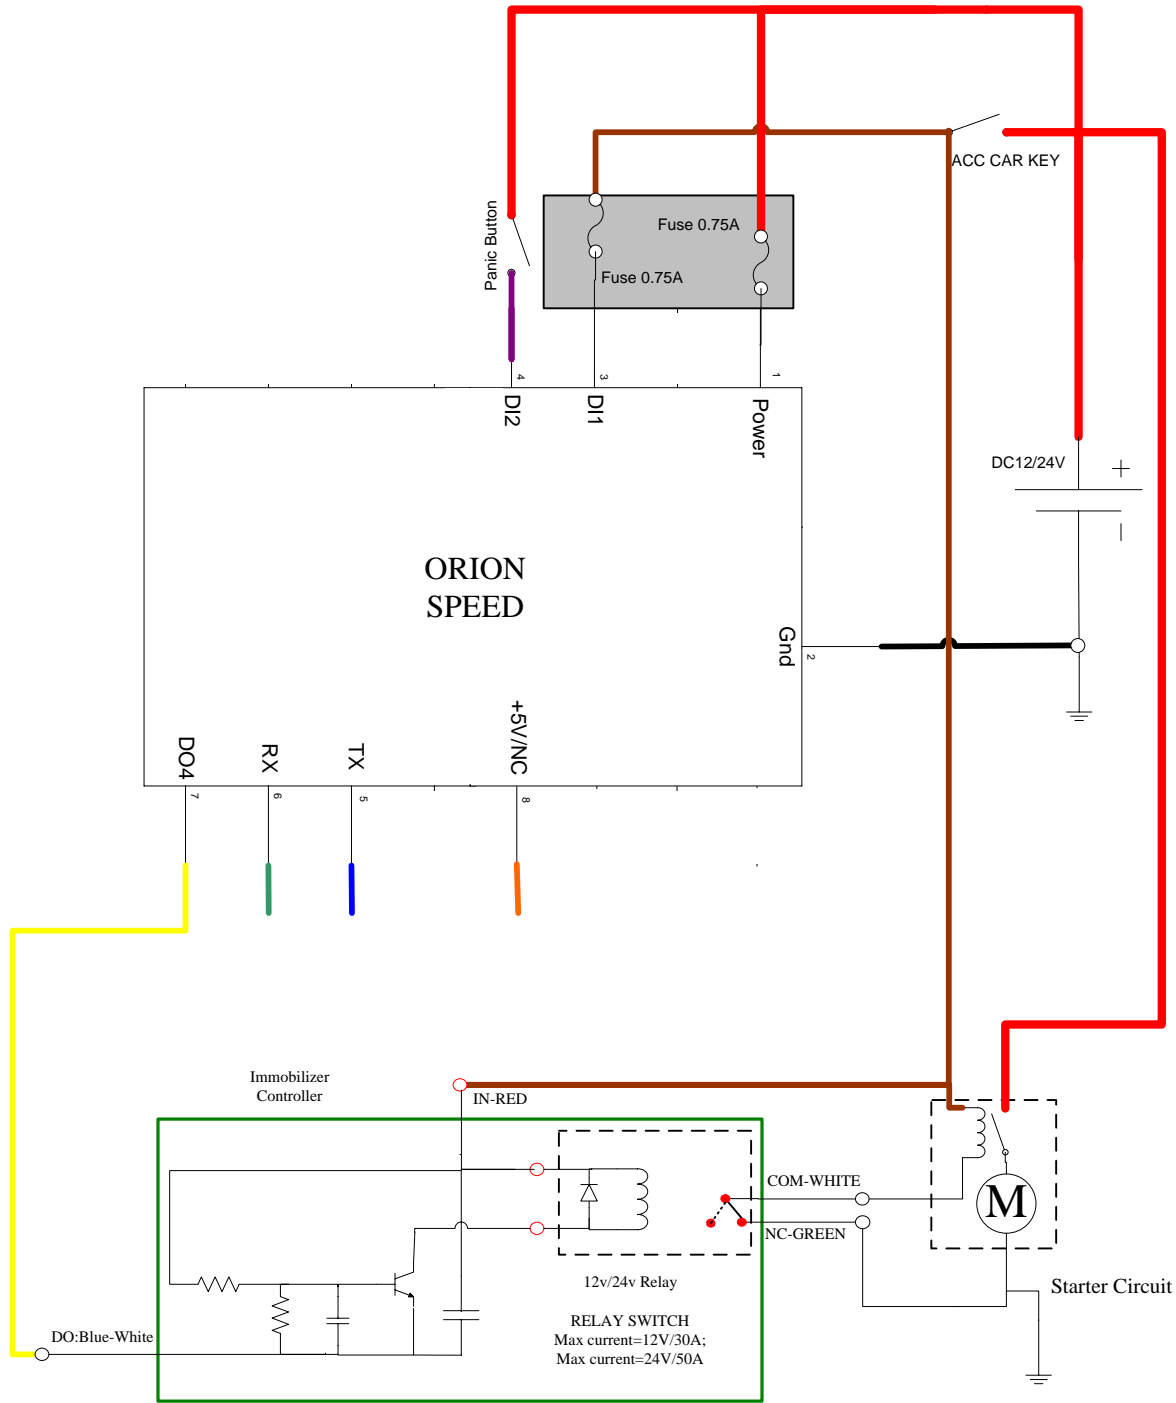 ACC CAR KEY
Panic Button
Fuse 0.75A
Fuse 0.75A
4
3
1
DI2
DI1
Power
DC12/24V
+
–
ORION
SPEED
Gnd
2
DO4
RX
TX
+5V/NC
7
6
5
8
Immobilizer
Controller
IN-RED
COM-WHITE
NC-GREEN
M
12v/24v Relay
Starter Circuit
RELAY SWITCH
Max current=12V/30A;
Max current=24V/50A
DO:Blue-White